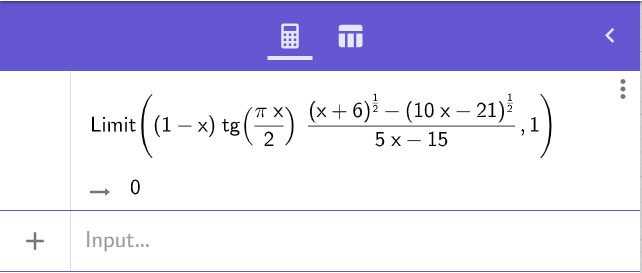 Limit((1 − x) tg(π x/2) ((x + 6)^(1/2) − (10 x − 21)^(1/2))/(5 x − 15), 1)
→ 0
+ Input...